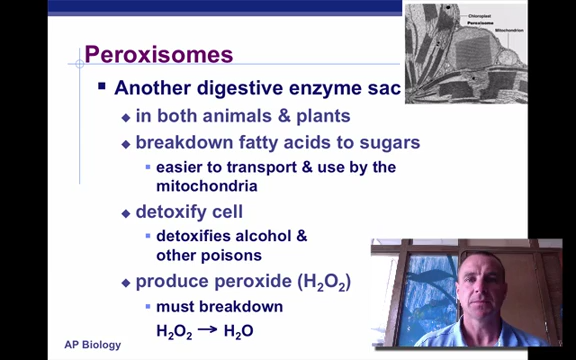 Chloroplast
Peroxisome
Mitochondrion
Peroxisomes
Another digestive enzyme sac
in both animals & plants
breakdown fatty acids to sugars
easier to transport & use by the
mitochondria
detoxify cell
detoxifies alcohol &
other poisons
produce peroxide (H₂O₂)
must breakdown
H₂O₂ → H₂O
AP Biology